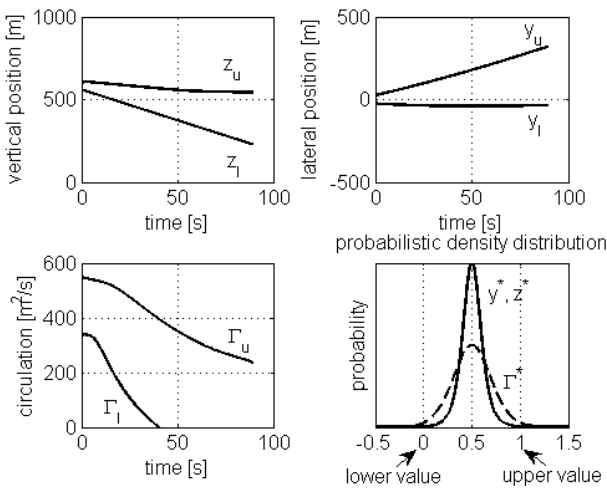 1000
500
0
vertical position [m]
z_u
z_l
0 50 100
time [s]
500
0
-500
lateral position [m]
y_u
y_l
0 50 100
time [s]
600
400
200
0
circulation [m²/s]
Γ_u
Γ_l
0 50 100
time [s]
probabilistic density distribution
probability
y*, z*
Γ*
-0.5 0 0.5 1 1.5
lower value upper value